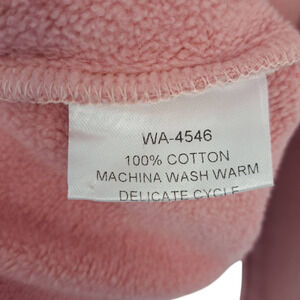 WA-4546
100% COTTON
MACHINA WASH WARM
DELICATE CYCLE